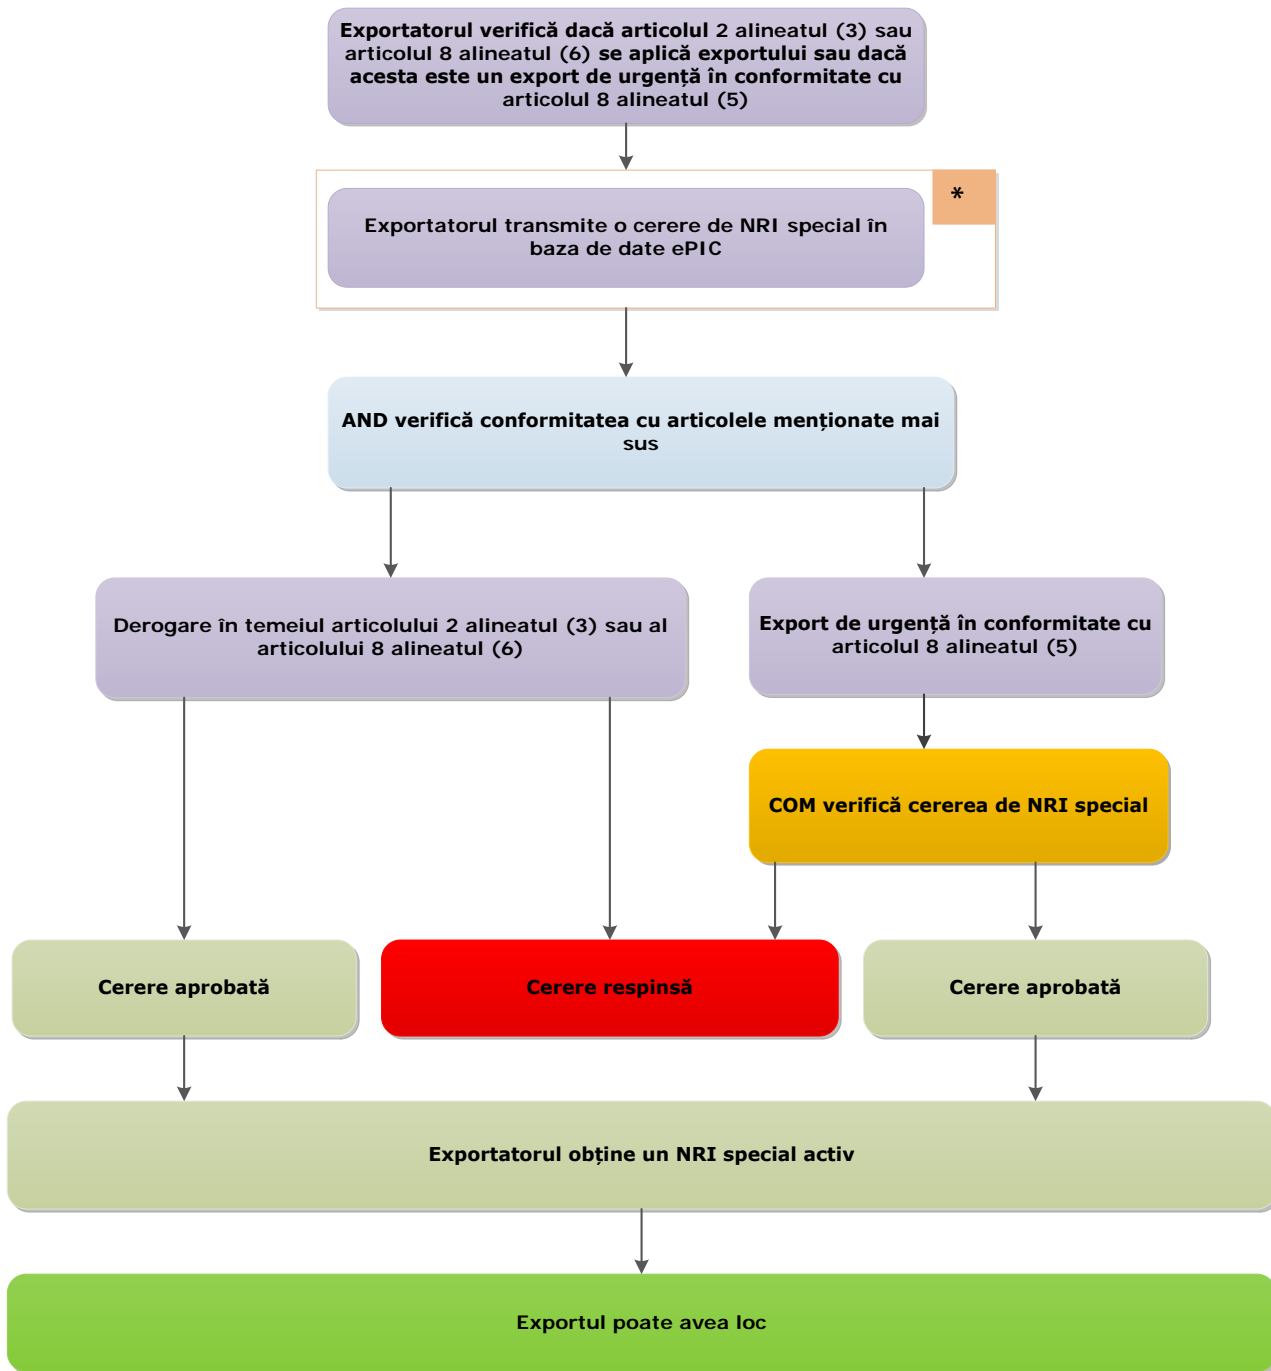 Exportatorul verifică dacă articolul 2 alineatul (3) sau
articolul 8 alineatul (6) se aplică exportului sau dacă
acesta este un export de urgență în conformitate cu
articolul 8 alineatul (5)
*
Exportatorul transmite o cerere de NRI special în
baza de date ePIC
AND verifică conformitatea cu articolele menționate mai
sus
Derogare în temeiul articolului 2 alineatul (3) sau al
articolului 8 alineatul (6)
Export de urgență în conformitate cu
articolul 8 alineatul (5)
COM verifică cererea de NRI special
Cerere aprobată
Cerere respinsă
Cerere aprobată
Exportatorul obține un NRI special activ
Exportul poate avea loc